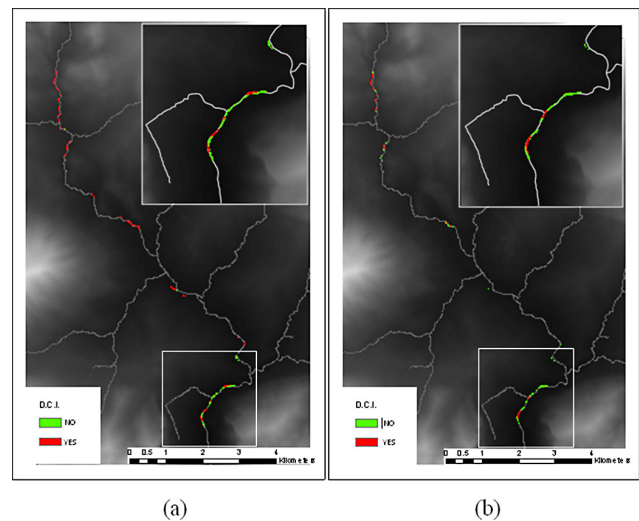 D.C.I.
NO
YES
0 0.5 1 2 3 4
Kilometers
D.C.I.
NO
YES
0 0.5 1 2 3 4
Kilometers
(a) (b)